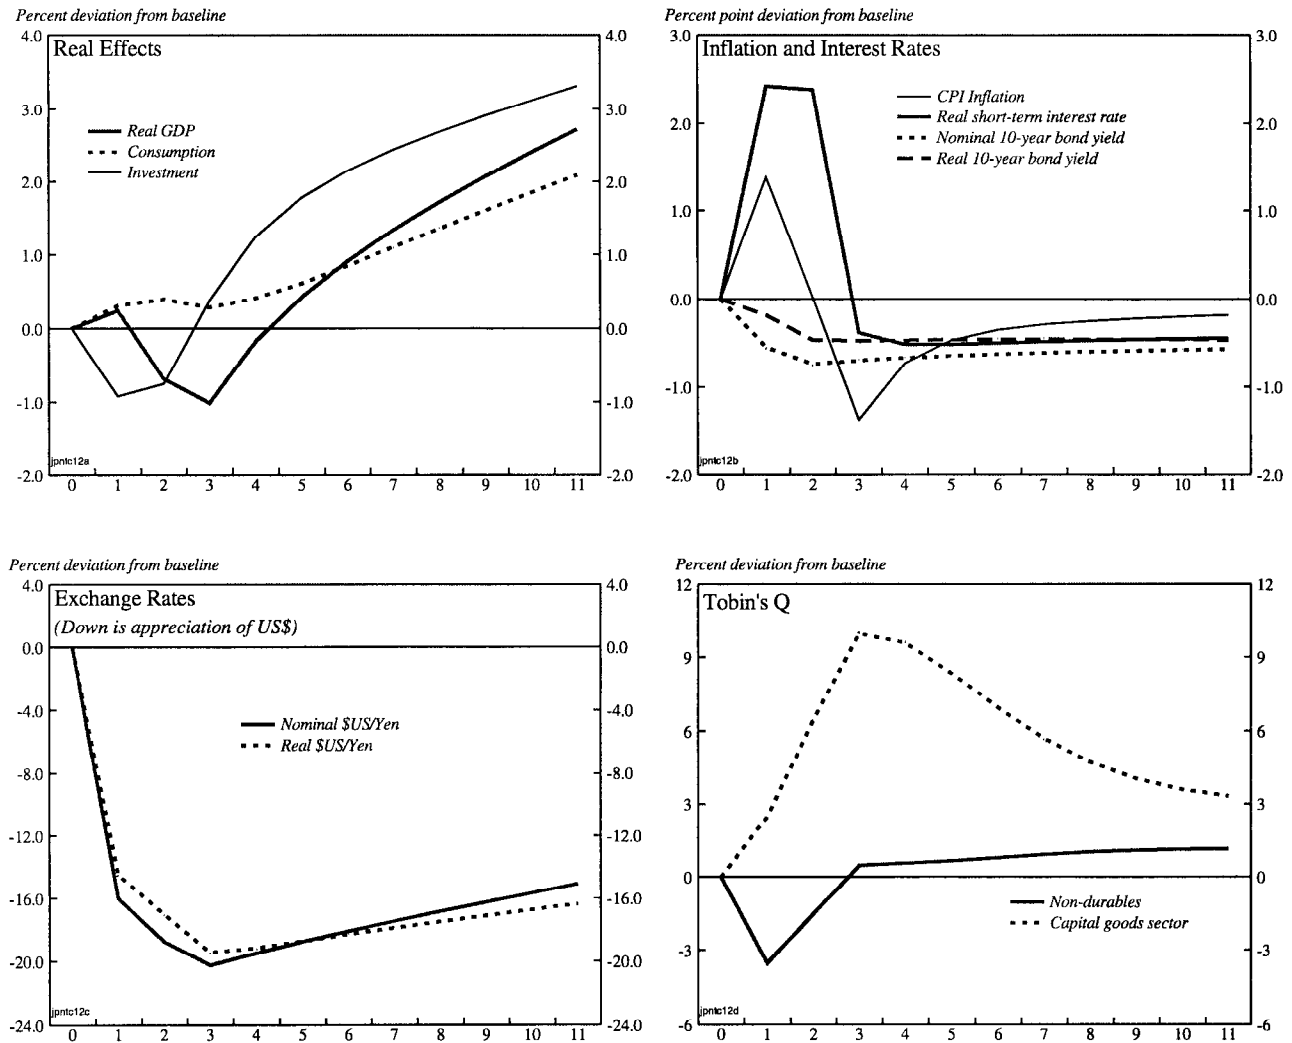 Percent deviation from baseline
Real Effects
4.0 4.0
3.0 3.0
Real GDP
Consumption
Investment
2.0 2.0
1.0 1.0
0.0 0.0
-1.0 -1.0
jpntc12a
-2.0 -2.0
0 1 2 3 4 5 6 7 8 9 10 11
Percent point deviation from baseline
3.0 3.0
Inflation and Interest Rates
CPI Inflation
Real short-term interest rate
Nominal 10-year bond yield
Real 10-year bond yield
2.0 2.0
1.0 1.0
0.0 0.0
-1.0 -1.0
jpntc12b
-2.0 -2.0
0 1 2 3 4 5 6 7 8 9 10 11
Percent deviation from baseline
4.0 4.0
Exchange Rates
(Down is appreciation of US$)
0.0 0.0
-4.0 -4.0
Nominal $US/Yen
Real $US/Yen
-8.0 -8.0
-12.0 -12.0
-16.0 -16.0
-20.0 -20.0
jpntc12c
-24.0 -24.0
0 1 2 3 4 5 6 7 8 9 10 11
Percent deviation from baseline
12 12
Tobin's Q
9 9
6 6
3 3
0 0
Non-durables
Capital goods sector
-3 -3
jpntc12d
-6 -6
0 1 2 3 4 5 6 7 8 9 10 11